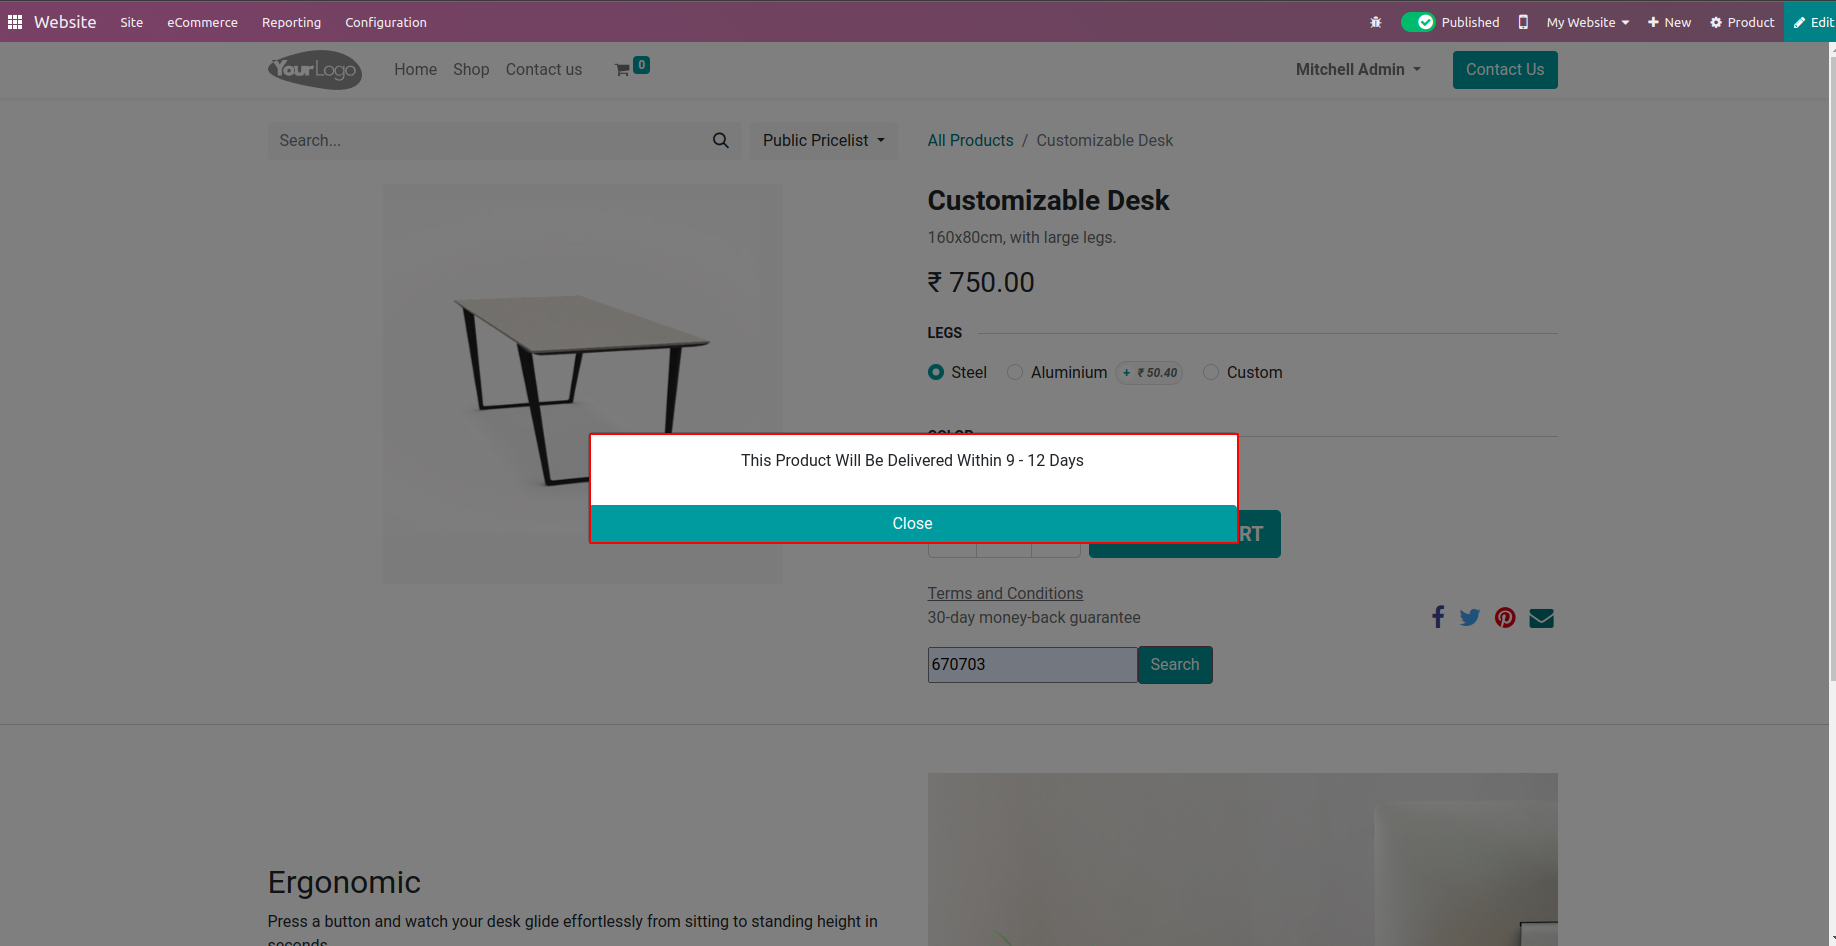 Website Site eCommerce Reporting Configuration Published My Website New Product Edit
YourLogo Home Shop Contact us 0 Mitchell Admin Contact Us
Search... Public Pricelist All Products / Customizable Desk
Customizable Desk
160x80cm, with large legs.
₹ 750.00
LEGS
Steel Aluminium + ₹ 50.40 Custom
COLOR
This Product Will Be Delivered Within 9 - 12 Days
Close
RT
Terms and Conditions
30-day money-back guarantee
670703 Search
Ergonomic
Press a button and watch your desk glide effortlessly from sitting to standing height in
seconds.